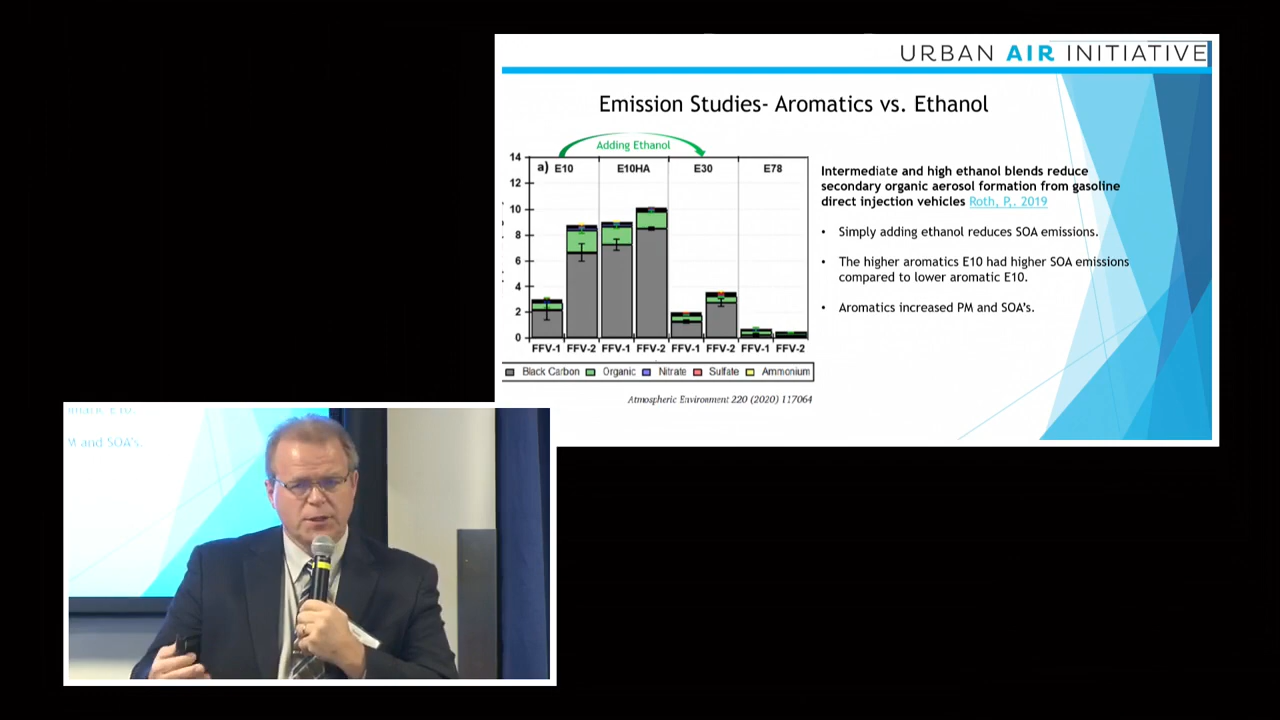 URBAN AIR INITIATIVE
Emission Studies- Aromatics vs. Ethanol
Adding Ethanol
a) E10 E10HA E30 E78
14
12
10
8
6
4
2
0
FFV-1 FFV-2 FFV-1 FFV-2 FFV-1 FFV-2 FFV-1 FFV-2
Black Carbon Organic Nitrate Sulfate Ammonium
Atmospheric Environment 220 (2020) 117064
Intermediate and high ethanol blends reduce
secondary organic aerosol formation from gasoline
direct injection vehicles Roth, P,. 2019
• Simply adding ethanol reduces SOA emissions.
• The higher aromatics E10 had higher SOA emissions
compared to lower aromatic E10.
• Aromatics increased PM and SOA's.
E10.
and SOA's.